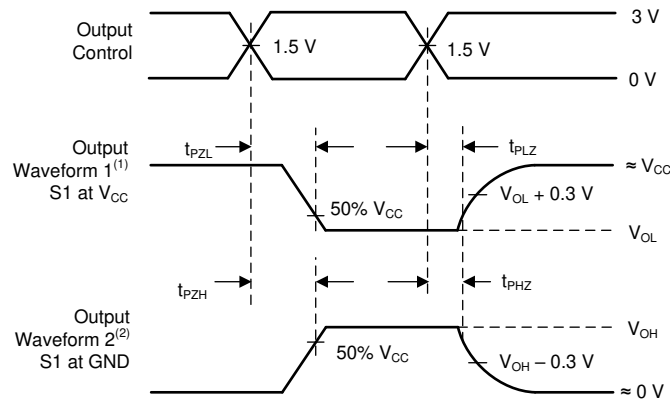 Output
Control
1.5 V
1.5 V
3 V
0 V
Output
Waveform 1(1)
S1 at VCC
tPZL
tPLZ
50% VCC
VOL + 0.3 V
≈ VCC
VOL
Output
Waveform 2(2)
S1 at GND
tPZH
tPHZ
50% VCC
VOH – 0.3 V
VOH
≈ 0 V